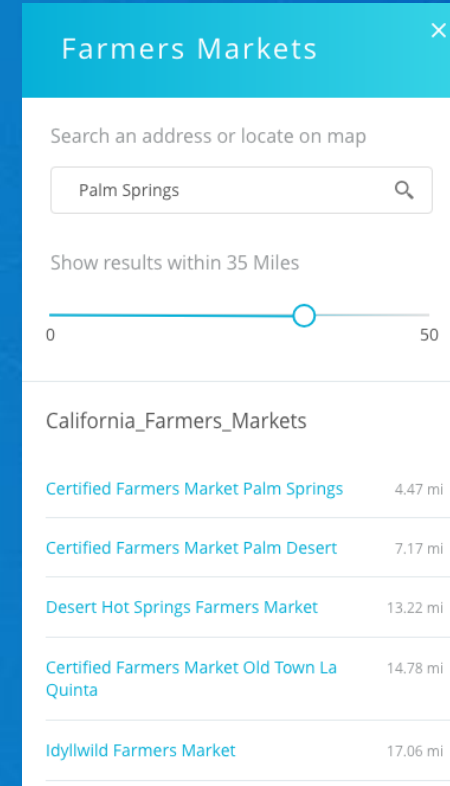 Farmers Markets
Search an address or locate on map
Palm Springs
Show results within 35 Miles
0 50
California_Farmers_Markets
Certified Farmers Market Palm Springs 4.47 mi
Certified Farmers Market Palm Desert 7.17 mi
Desert Hot Springs Farmers Market 13.22 mi
Certified Farmers Market Old Town La 14.78 mi
Quinta
Idyllwild Farmers Market 17.06 mi